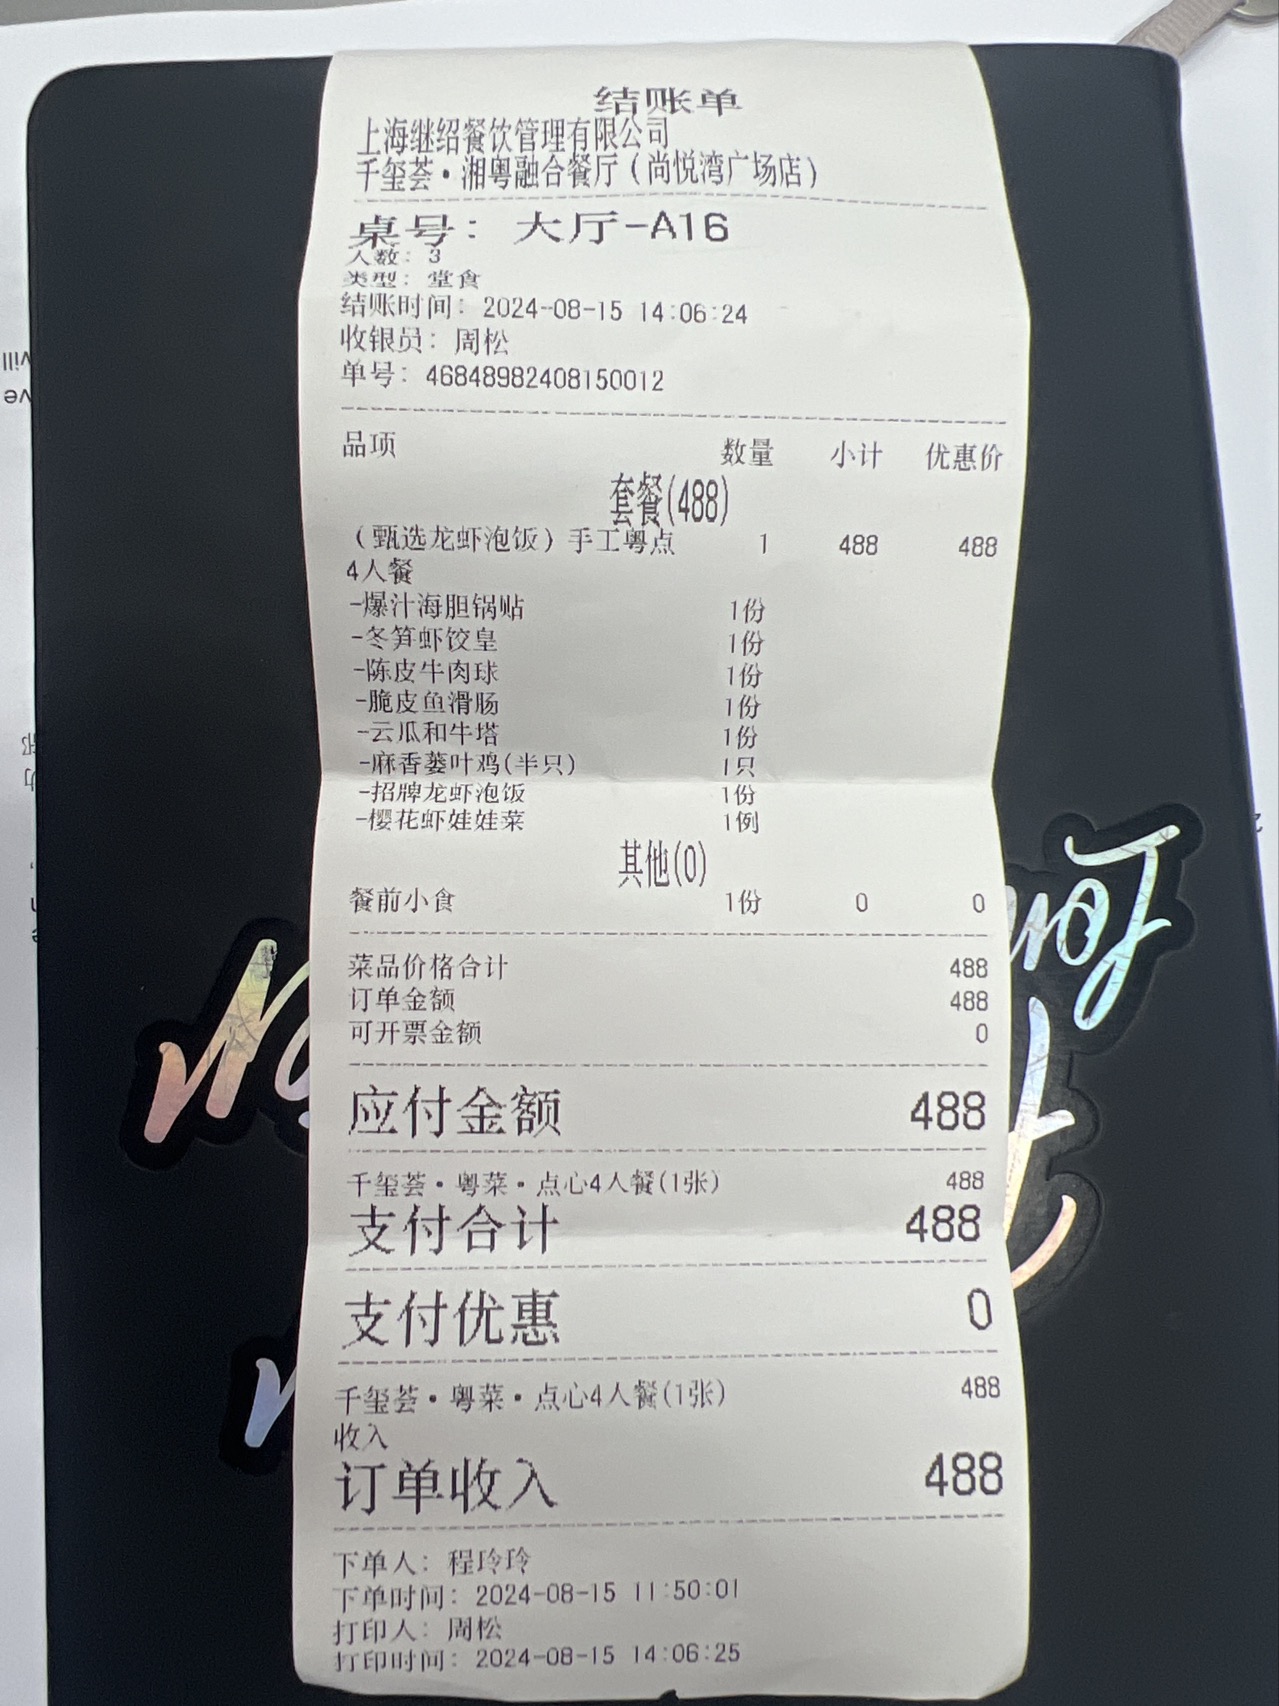 结账单
上海继绍餐饮管理有限公司
千玺荟·湘粤融合餐厅(尚悦湾广场店)
桌号: 大厅-A16
人数: 3
类型: 堂食
结账时间: 2024-08-15 14:06:24
收银员: 周松
单号: 46848982408150012
品项 数量 小计 优惠价
套餐(488)
(甄选龙虾泡饭)手工粤点 1 488 488
4人餐
-爆汁海胆锅贴 1份
-冬笋虾饺皇 1份
-陈皮牛肉球 1份
-脆皮鱼滑肠 1份
-云瓜和牛塔 1份
-麻香蒌叶鸡(半只) 1只
-招牌龙虾泡饭 1份
-樱花虾娃娃菜 1例
其他(0)
餐前小食 1份 0 0
菜品价格合计 488
订单金额 488
可开票金额 0
应付金额 488
千玺荟·粤菜·点心4人餐(1张) 488
支付合计 488
支付优惠 0
千玺荟·粤菜·点心4人餐(1张) 488
收入
订单收入 488
下单人: 程玲玲
下单时间: 2024-08-15 11:50:01
打印人: 周松
打印时间: 2024-08-15 14:06:25